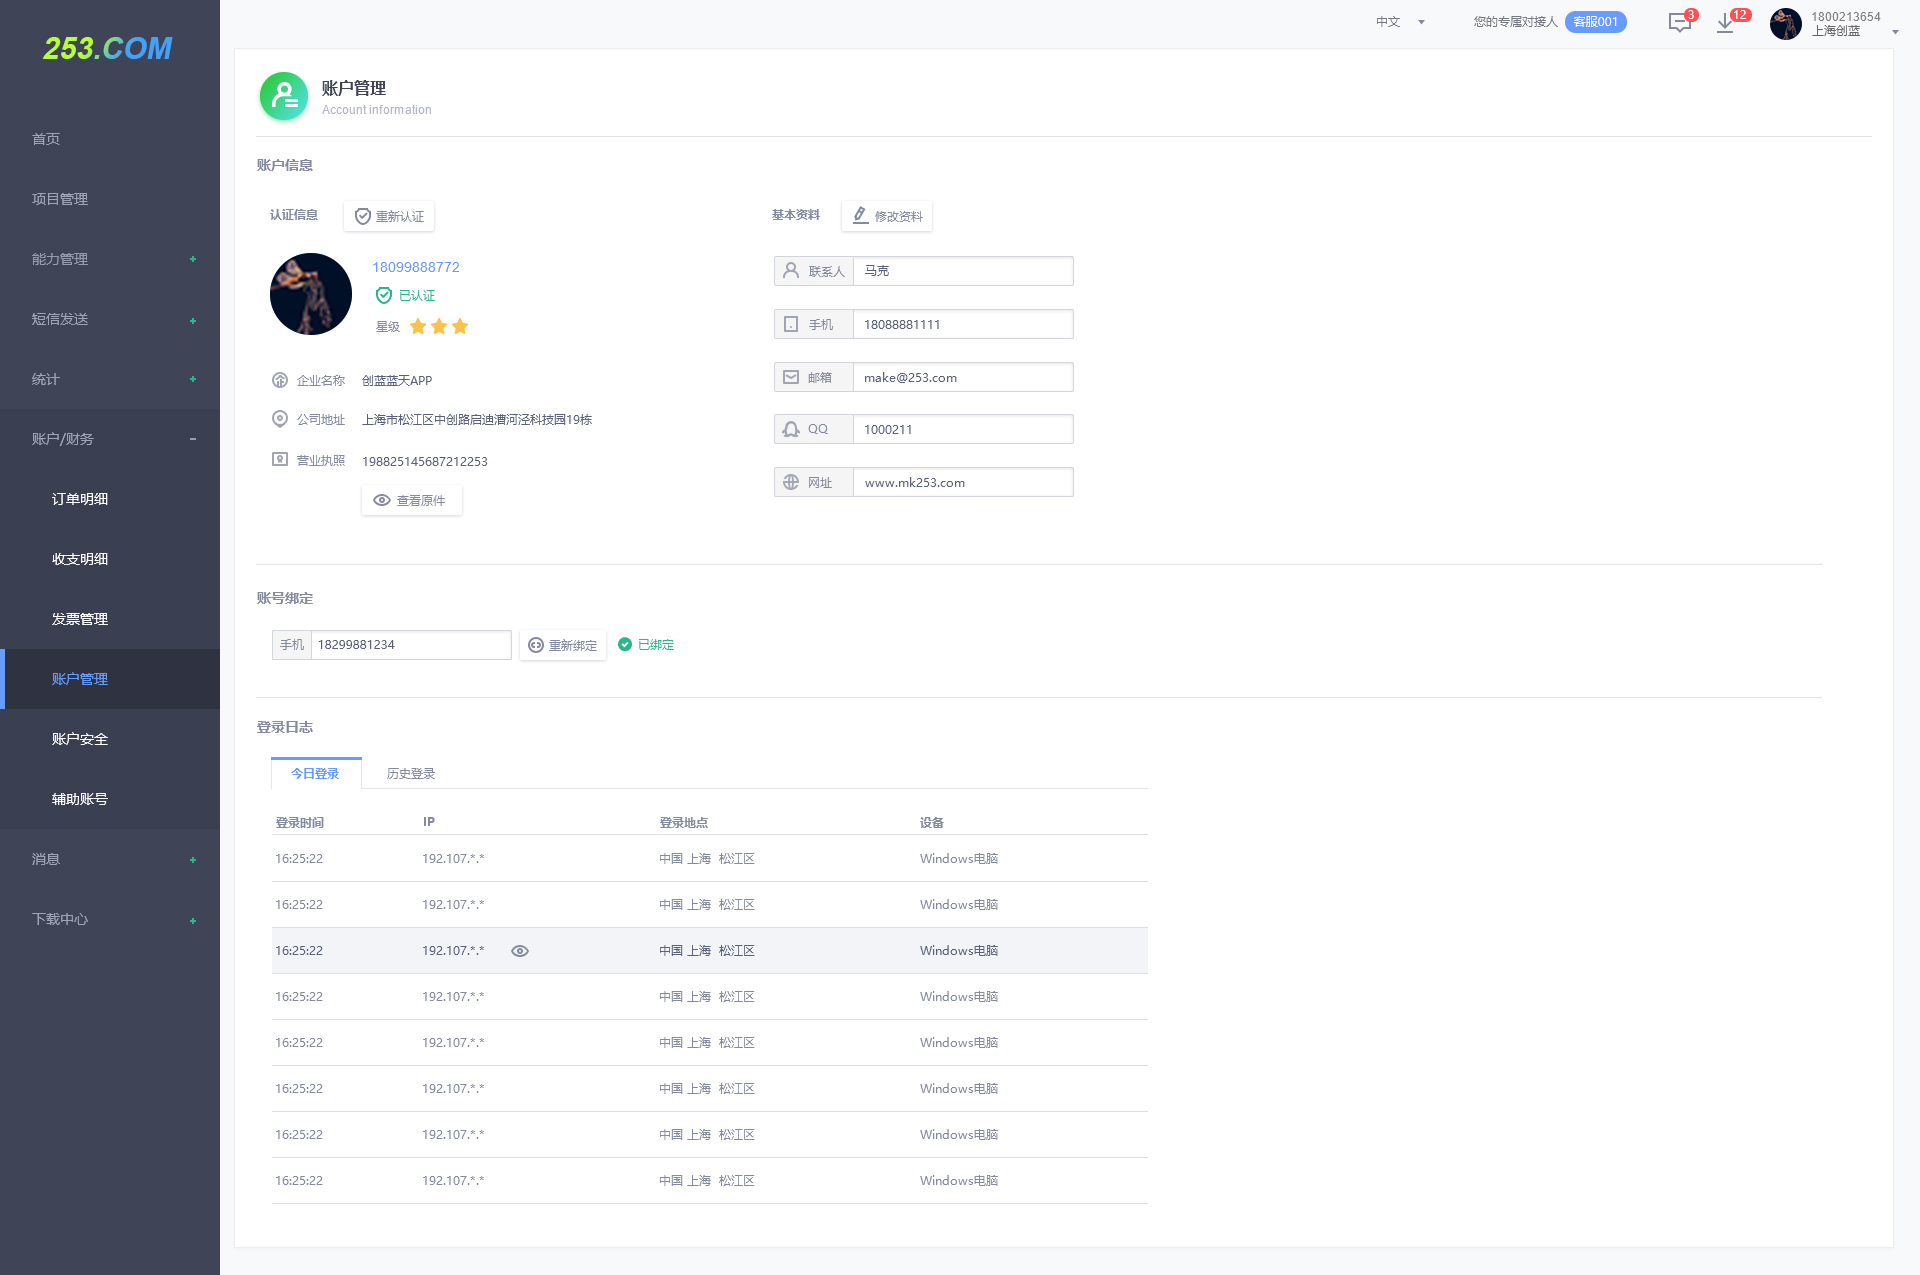 253.COM
中文
您的专属对接人 客服001
3
12
1800213654
上海创蓝
首页
项目管理
能力管理 +
短信发送 +
统计 +
账户/财务 −
订单明细
收支明细
发票管理
账户管理
账户安全
辅助账号
消息 +
下载中心 +
账户管理
Account information
账户信息
认证信息 重新认证
18099888772
已认证
星级
企业名称 创蓝蓝天APP
公司地址 上海市松江区中创路启迪漕河泾科技园19栋
营业执照 198825145687212253
查看原件
基本资料 修改资料
联系人 马克
手机 18088881111
邮箱 make@253.com
QQ 1000211
网址 www.mk253.com
账号绑定
手机 18299881234 重新绑定 已绑定
登录日志
今日登录 历史登录
登录时间 IP 登录地点 设备
16:25:22 192.107.*.* 中国 上海 松江区 Windows电脑
16:25:22 192.107.*.* 中国 上海 松江区 Windows电脑
16:25:22 192.107.*.* 中国 上海 松江区 Windows电脑
16:25:22 192.107.*.* 中国 上海 松江区 Windows电脑
16:25:22 192.107.*.* 中国 上海 松江区 Windows电脑
16:25:22 192.107.*.* 中国 上海 松江区 Windows电脑
16:25:22 192.107.*.* 中国 上海 松江区 Windows电脑
16:25:22 192.107.*.* 中国 上海 松江区 Windows电脑